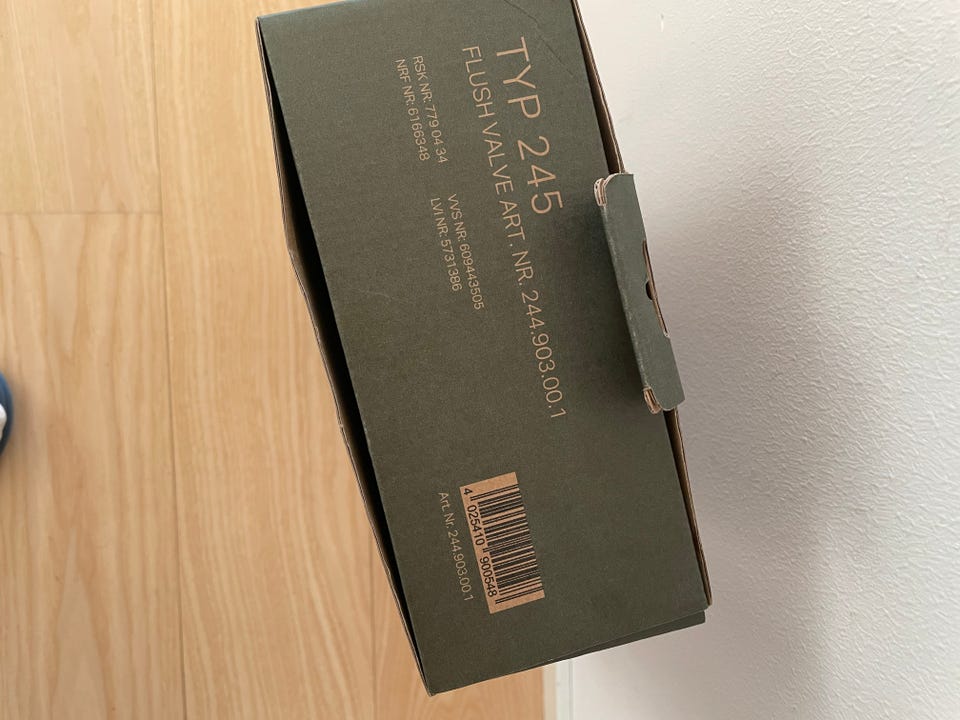 TYP 245
FLUSH VALVE ART. NR. 244.903.00.1
RSK NR: 779 04 34
NRF NR: 6166348
VVS NR: 609443505
LVI NR: 5731386
4 025410 900548
Art. Nr. 244.903.00.1